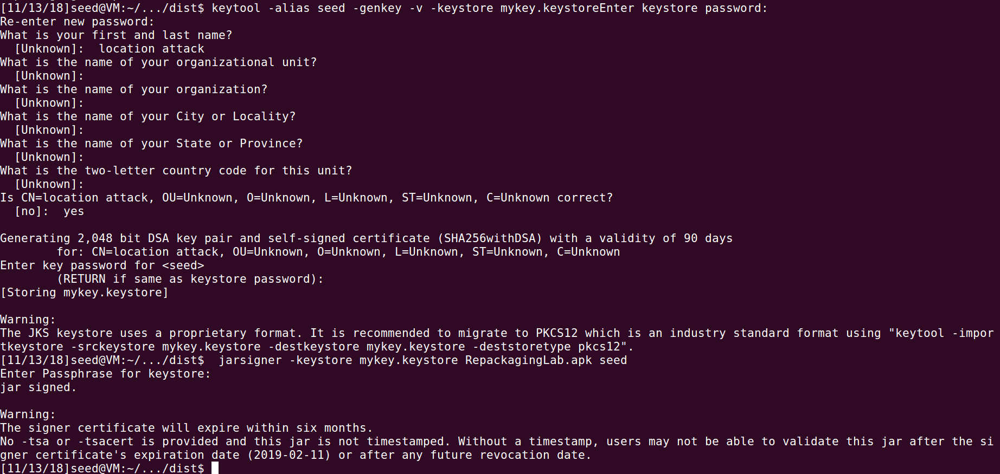 [11/13/18]seed@VM:~/.../dist$ keytool -alias seed -genkey -v -keystore mykey.keystoreEnter keystore password:
Re-enter new password:
What is your first and last name?
  [Unknown]:  location attack
What is the name of your organizational unit?
  [Unknown]:
What is the name of your organization?
  [Unknown]:
What is the name of your City or Locality?
  [Unknown]:
What is the name of your State or Province?
  [Unknown]:
What is the two-letter country code for this unit?
  [Unknown]:
Is CN=location attack, OU=Unknown, O=Unknown, L=Unknown, ST=Unknown, C=Unknown correct?
  [no]:  yes

Generating 2,048 bit DSA key pair and self-signed certificate (SHA256withDSA) with a validity of 90 days
        for: CN=location attack, OU=Unknown, O=Unknown, L=Unknown, ST=Unknown, C=Unknown
Enter key password for <seed>
        (RETURN if same as keystore password):
[Storing mykey.keystore]

Warning:
The JKS keystore uses a proprietary format. It is recommended to migrate to PKCS12 which is an industry standard format using "keytool -impor
tkeystore -srckeystore mykey.keystore -destkeystore mykey.keystore -deststoretype pkcs12".
[11/13/18]seed@VM:~/.../dist$  jarsigner -keystore mykey.keystore RepackagingLab.apk seed
Enter Passphrase for keystore:
jar signed.

Warning:
The signer certificate will expire within six months.
No -tsa or -tsacert is provided and this jar is not timestamped. Without a timestamp, users may not be able to validate this jar after the si
gner certificate's expiration date (2019-02-11) or after any future revocation date.
[11/13/18]seed@VM:~/.../dist$